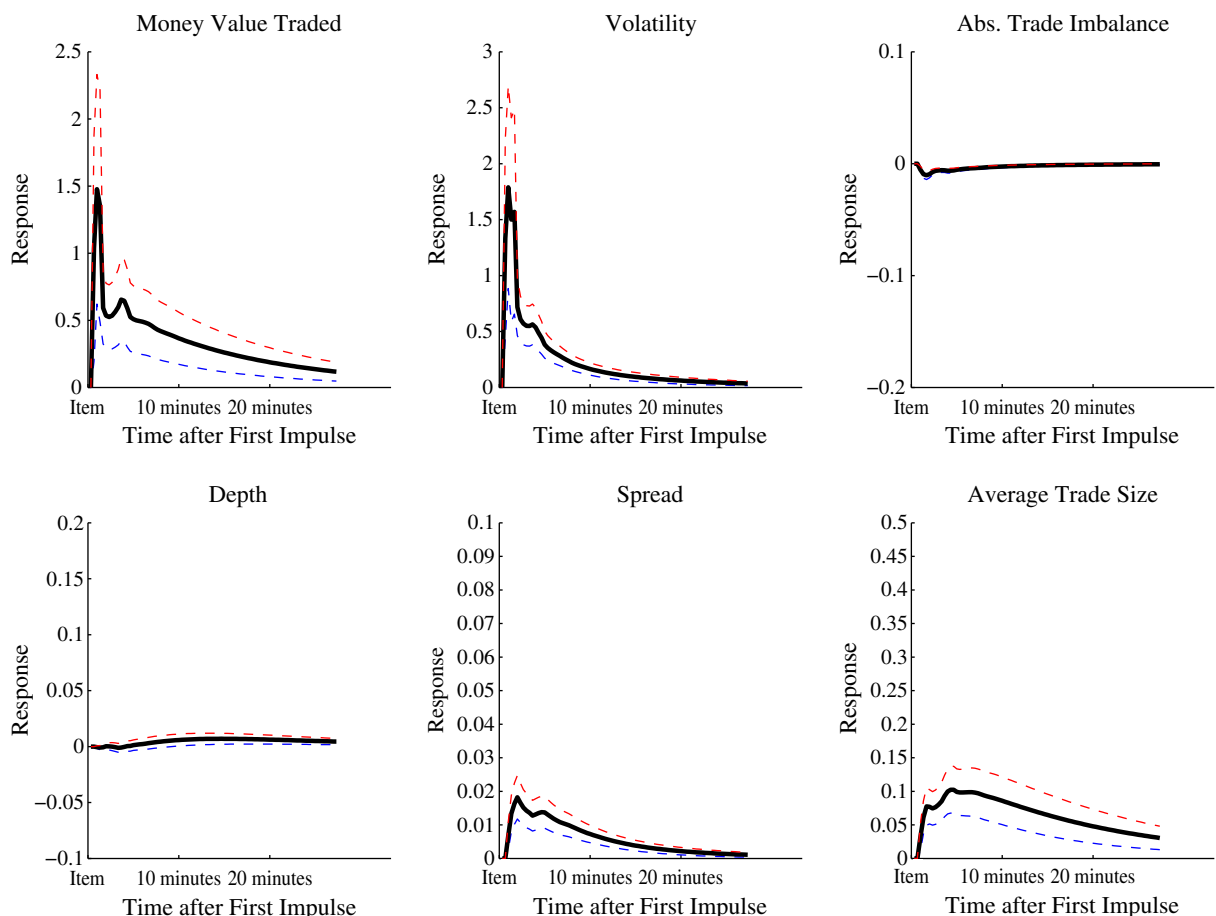 Money Value Traded
2.5
2
1.5
1
0.5
0
Response
Item
10 minutes
20 minutes
Time after First Impulse
Volatility
3
2.5
2
1.5
1
0.5
0
Response
Item
10 minutes
20 minutes
Time after First Impulse
Abs. Trade Imbalance
0.1
0
−0.1
−0.2
Response
Item
10 minutes
20 minutes
Time after First Impulse
Depth
0.2
0.15
0.1
0.05
0
−0.05
−0.1
Response
Item
10 minutes
20 minutes
Time after First Impulse
Spread
0.1
0.09
0.08
0.07
0.06
0.05
0.04
0.03
0.02
0.01
0
Response
Item
10 minutes
20 minutes
Time after First Impulse
Average Trade Size
0.5
0.45
0.4
0.35
0.3
0.25
0.2
0.15
0.1
0.05
0
Response
Item
10 minutes
20 minutes
Time after First Impulse